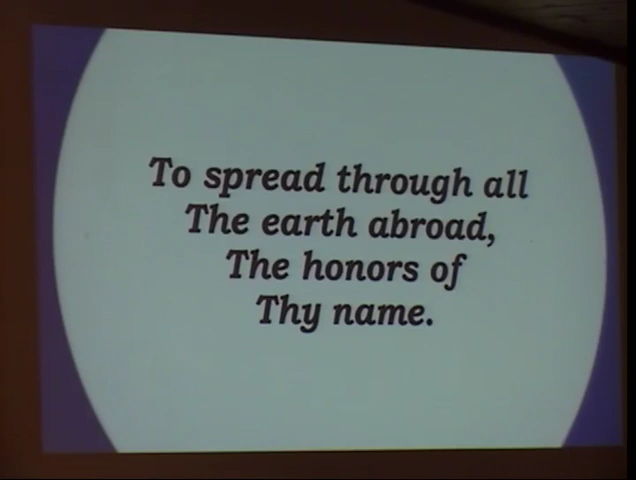 To spread through all
The earth abroad,
The honors of
Thy name.